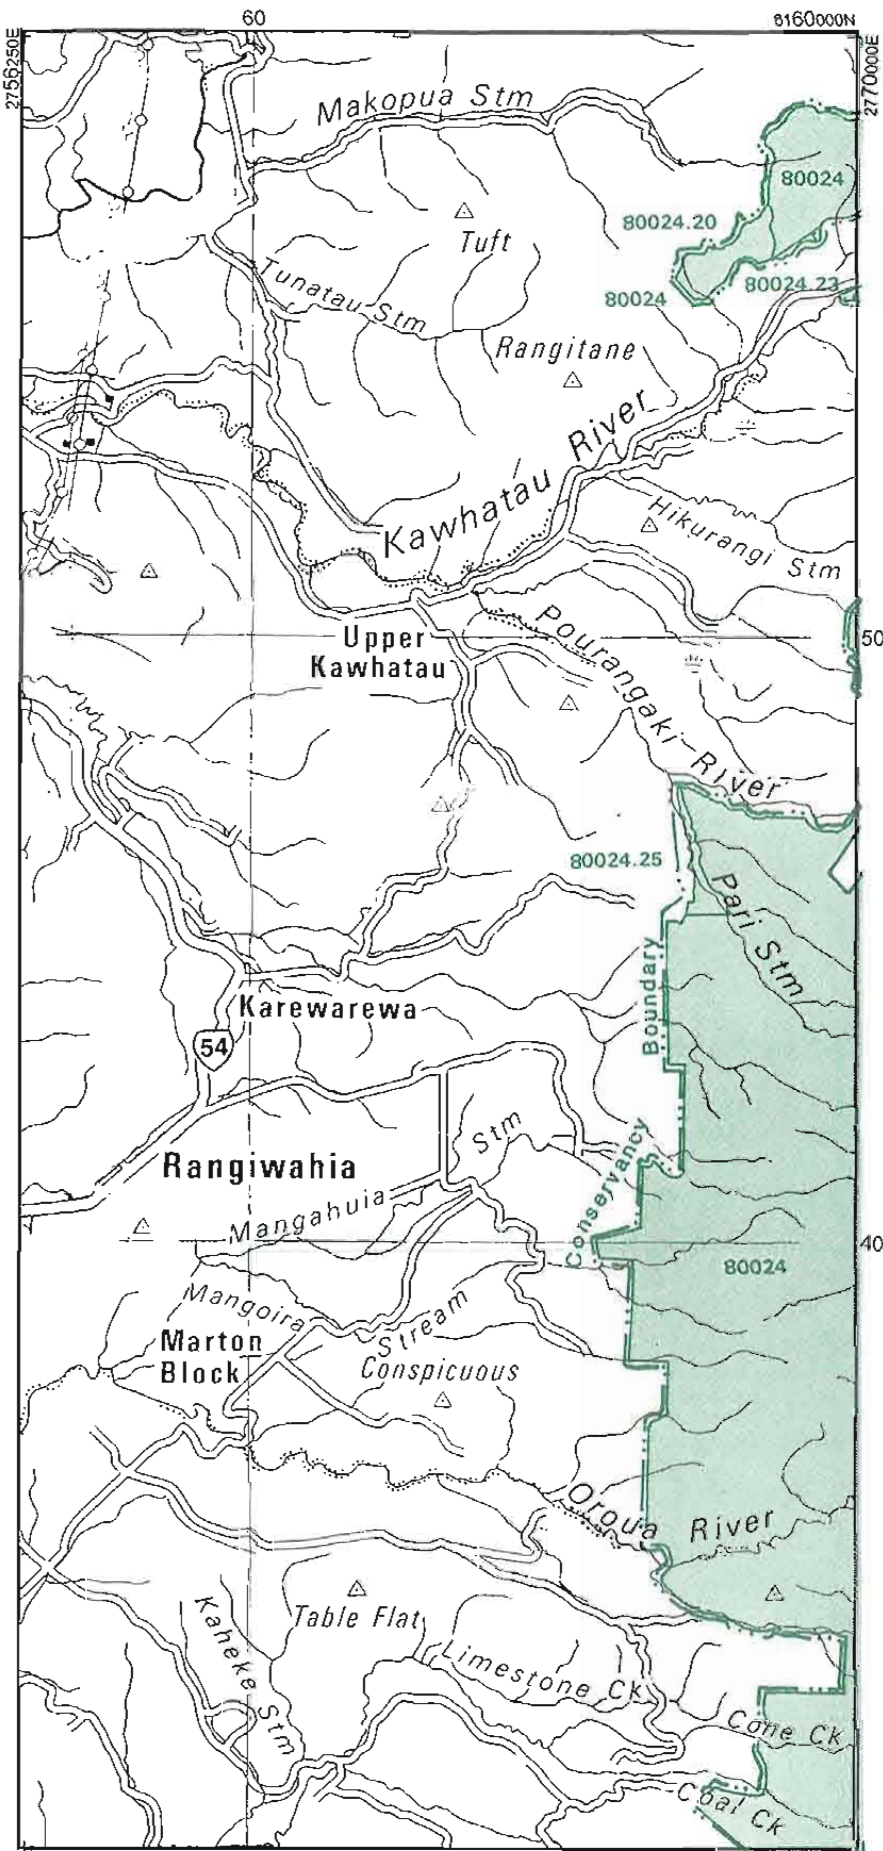 60
6160000N
2756250E
2770000E
Makopua Stm
80024
80024.20
Tuft
Tunatau Stm
80024.23
80024
Rangitane
Kawhatau River
Hikurangi Stm
Pourangaki River
Upper
Kawhatau
50
80024.25
Pari Stm
Boundary
Karewarewa
54
Stm
Rangiwahia
Conservancy
Mangahuia
40
80024
Mangoira
Stream
Marton
Block
Conspicuous
Oroua River
Table Flat
Kaheke Stm
Limestone Ck
Cone Ck
Coal Ck